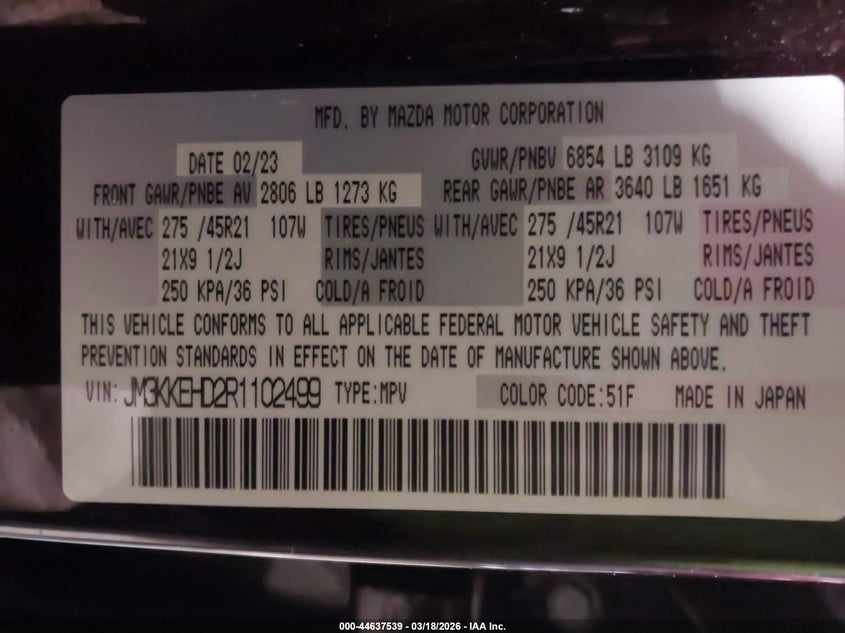 MFD. BY MAZDA MOTOR CORPORATION
DATE 02/23 GVWR/PNBV 6854 LB 3109 KG
FRONT GAWR/PNBE AV 2806 LB 1273 KG REAR GAWR/PNBE AR 3640 LB 1651 KG
WITH/AVEC 275 /45R21 107W TIRES/PNEUS WITH/AVEC 275 /45R21 107W TIRES/PNEUS
21X9 1/2J RIMS/JANTES 21X9 1/2J RIMS/JANTES
250 KPA/36 PSI COLD/A FROID 250 KPA/36 PSI COLD/A FROID
THIS VEHICLE CONFORMS TO ALL APPLICABLE FEDERAL MOTOR VEHICLE SAFETY AND THEFT
PREVENTION STANDARDS IN EFFECT ON THE DATE OF MANUFACTURE SHOWN ABOVE.
VIN: JM3KKEHD2R1102499 TYPE:MPV COLOR CODE:51F MADE IN JAPAN
000-44637539 - 03/18/2026 - IAA Inc.